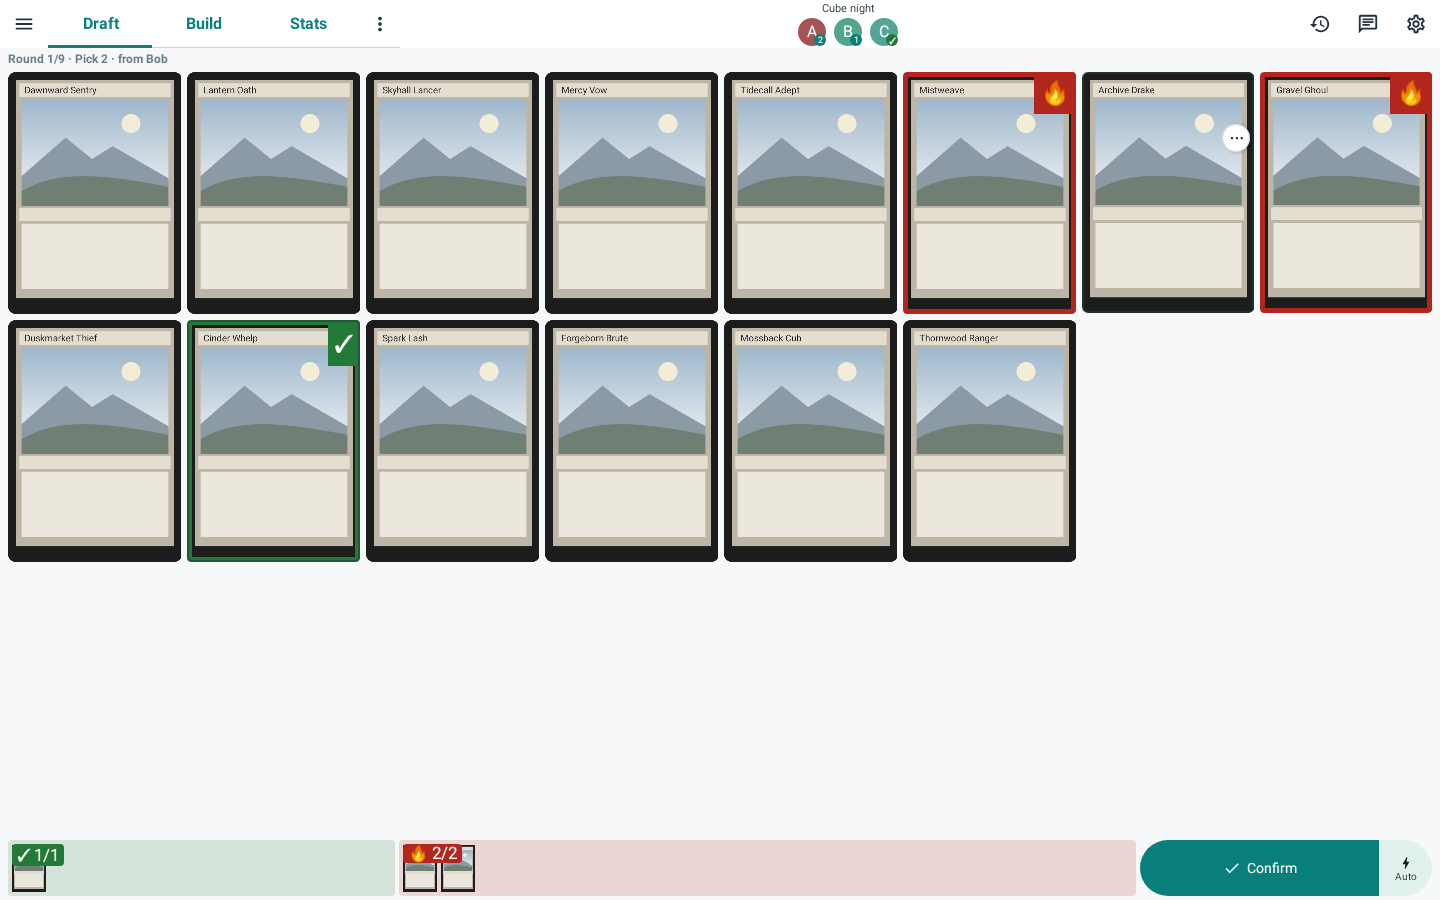 Draft
Build
Stats
Cube night
A
2
B
1
C
Round 1/9 · Pick 2 · from Bob
Dawnward Sentry
Lantern Oath
Skyhall Lancer
Mercy Vow
Tidecall Adept
Mistweave
Archive Drake
Gravel Ghoul
Duskmarket Thief
Cinder Whelp
Spark Lash
Forgeborn Brute
Mossback Cub
Thornwood Ranger
1/1
2/2
Confirm
Auto